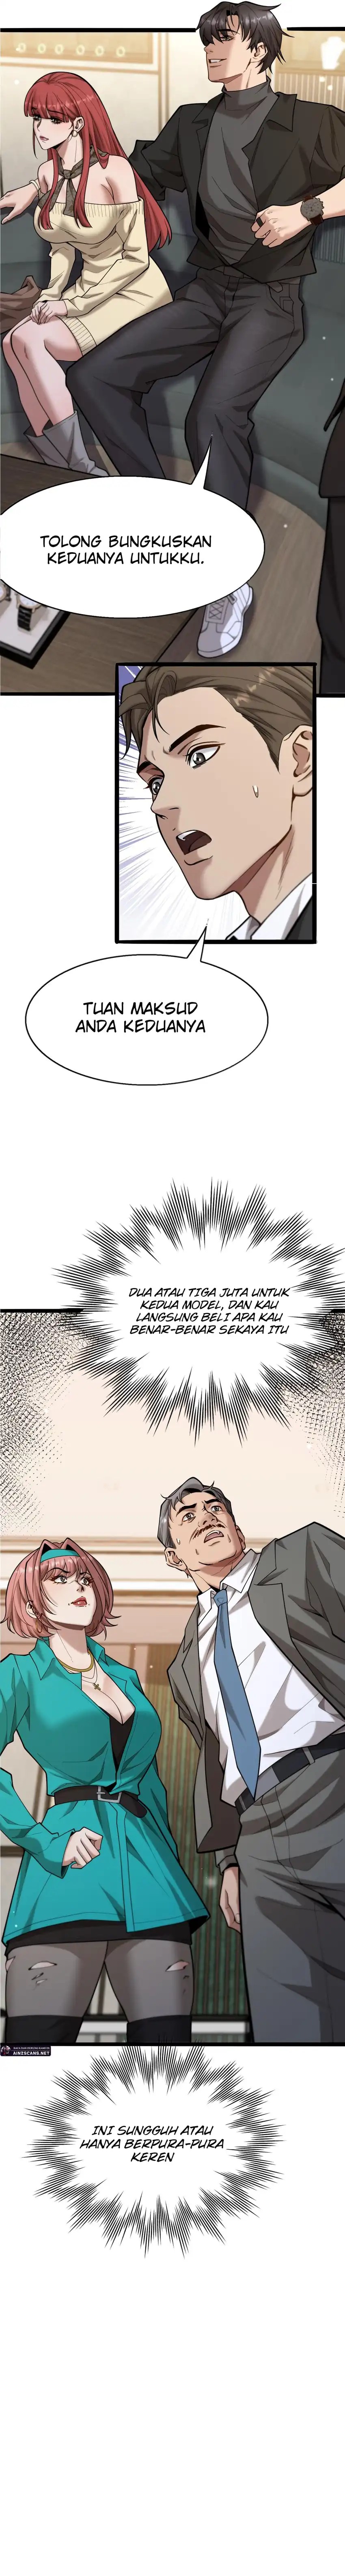 TOLONG BUNGKUSKAN
KEDUANYA UNTUKKU.
TUAN MAKSUD
ANDA KEDUANYA
DUA ATAU TIGA JUTA UNTUK
KEDUA MODEL, DAN KAU
LANGSUNG BELI APA KAU
BENAR-BENAR SEKAYA ITU
AINZSCANS.NET
INI SUNGGUH ATAU
HANYA BERPURA-PURA
KEREN